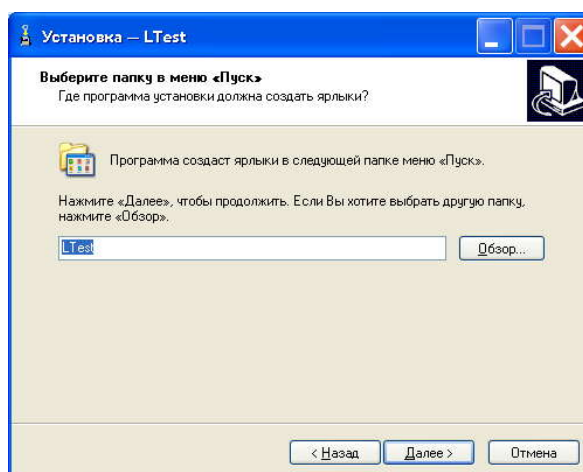 Установка — LTest
Выберите папку в меню «Пуск»
Где программа установки должна создать ярлыки?
Программа создаст ярлыки в следующей папке меню «Пуск».
Нажмите «Далее», чтобы продолжить. Если Вы хотите выбрать другую папку,
нажмите «Обзор».
LTest
Обзор...
< Назад
Далее >
Отмена